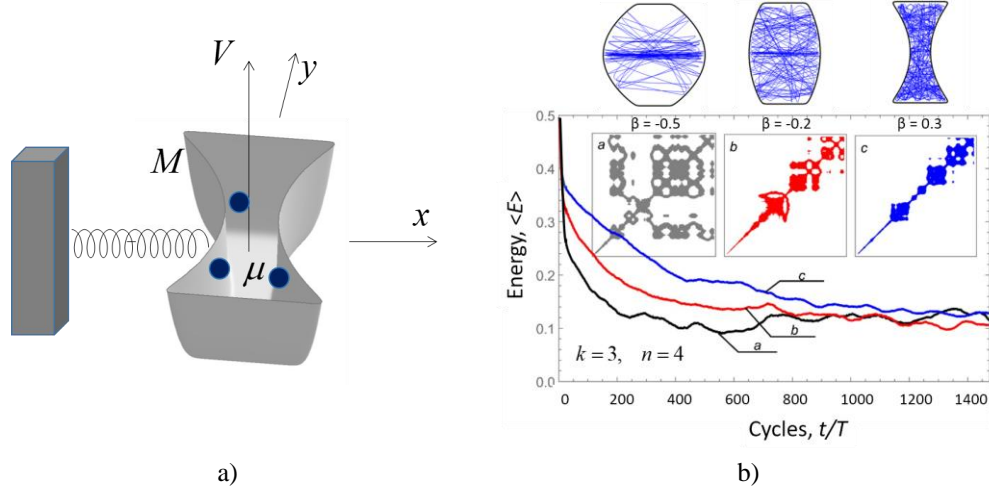 V
y
M
x
μ
a)
β = -0.5
β = -0.2
β = 0.3
a
b
c
Energy, <E>
0.5
0.4
0.3
0.2
0.1
0.0
c
b
a
k = 3, n = 4
0 200 400 600 800 1000 1200 1400
Cycles, t/T
b)